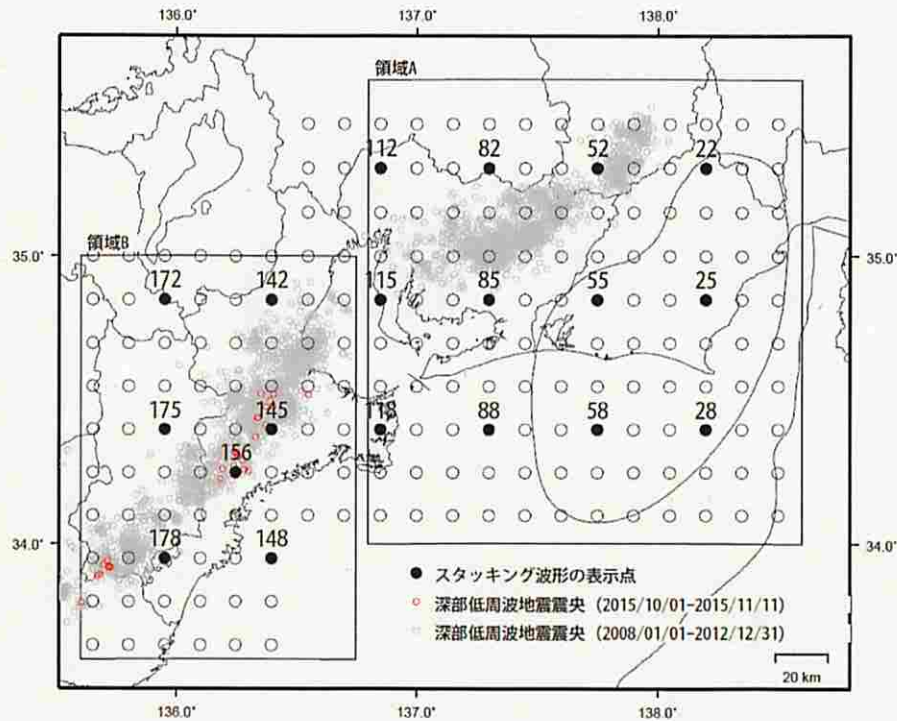 136.0˚ 137.0˚ 138.0˚
領域A
112 82 52 22
領域B
35.0˚ 35.0˚
172 142 115 85 55 25
175 145 118 88 58 28
156
178 148
34.0˚ 34.0˚
スタッキング波形の表示点
深部低周波地震震央（2015/10/01-2015/11/11）
深部低周波地震震央（2008/01/01-2012/12/31）
20 km
136.0˚ 137.0˚ 138.0˚